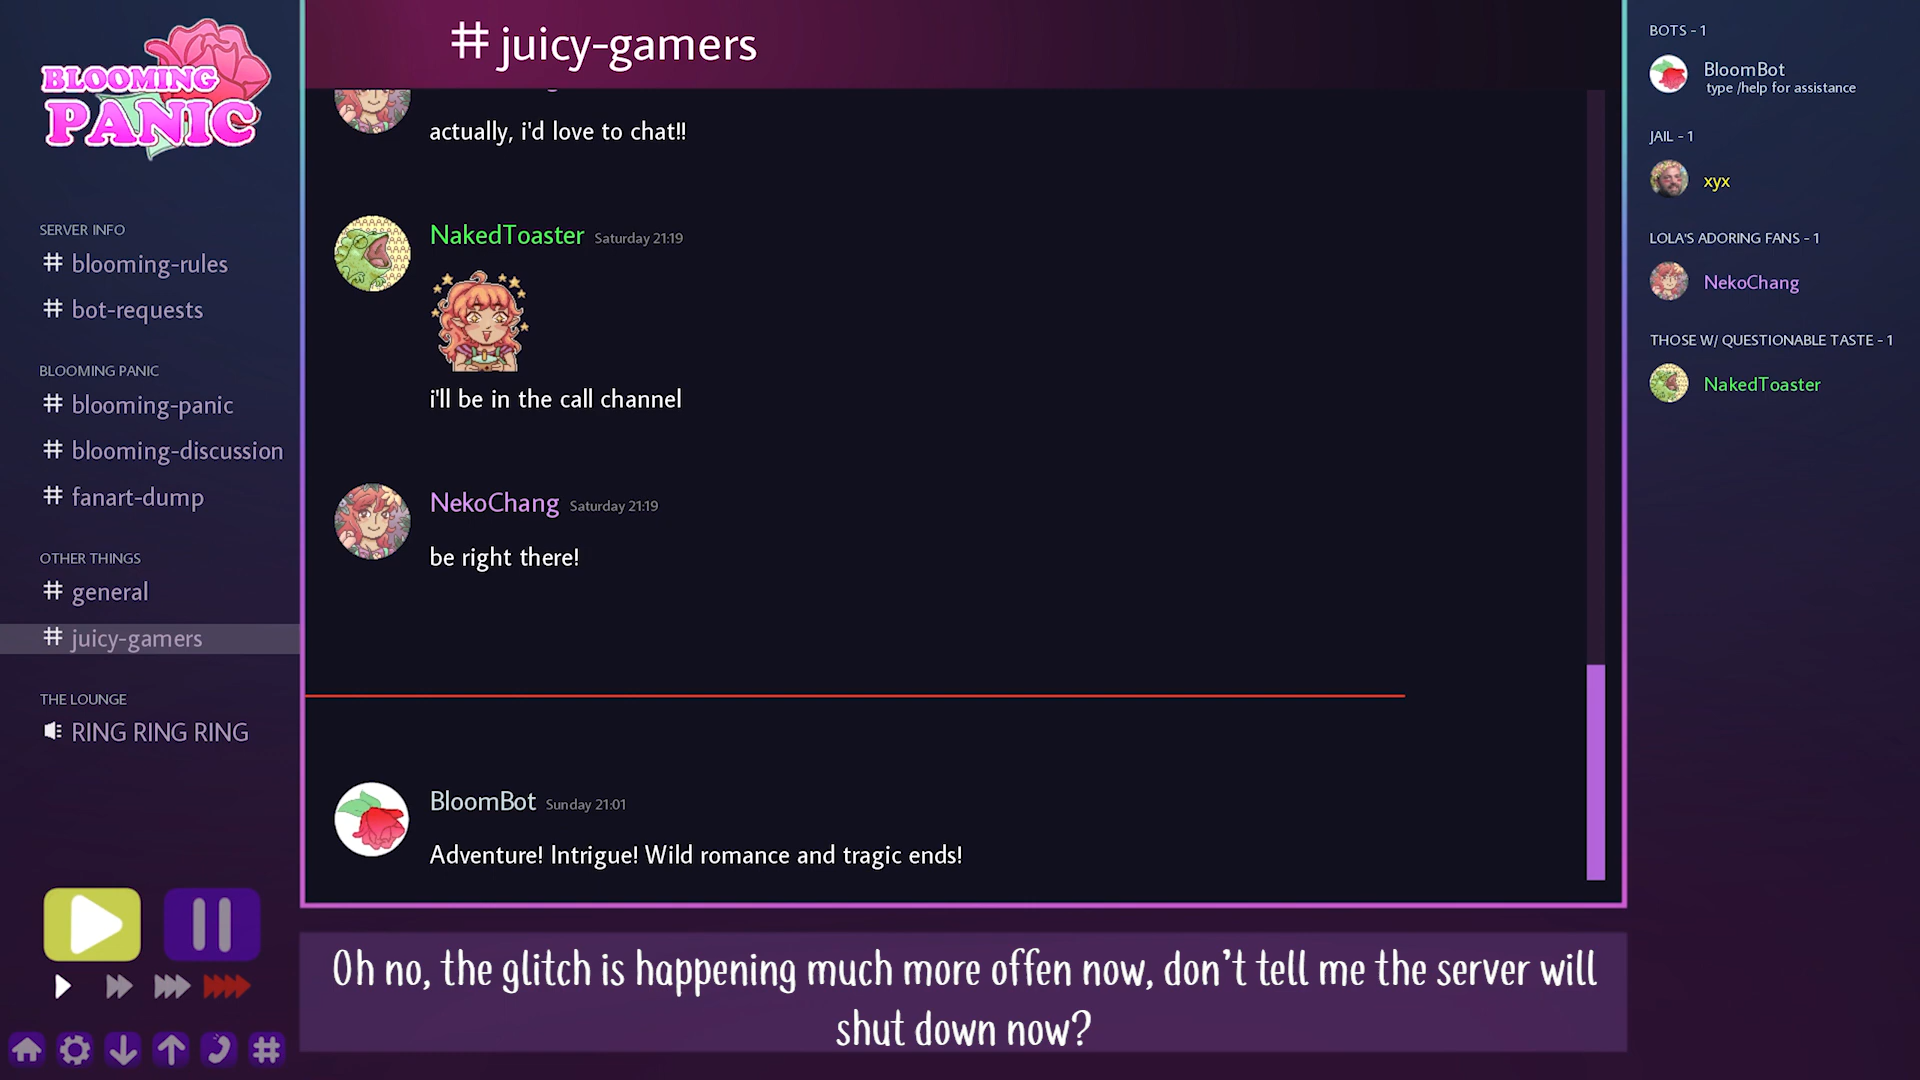 BLOOMING
PANIC
SERVER INFO
# blooming-rules
# bot-requests
BLOOMING PANIC
# blooming-panic
# blooming-discussion
# fanart-dump
OTHER THINGS
# general
# juicy-gamers
THE LOUNGE
RING RING RING
# juicy-gamers
actually, i'd love to chat!!
NakedToaster Saturday 21:19
i'll be in the call channel
NekoChang Saturday 21:19
be right there!
BloomBot Sunday 21:01
Adventure! Intrigue! Wild romance and tragic ends!
Oh no, the glitch is happening much more offen now, don't tell me the server will
shut down now?
BOTS - 1
BloomBot
type /help for assistance
JAIL - 1
xyx
LOLA'S ADORING FANS - 1
NekoChang
THOSE W/ QUESTIONABLE TASTE - 1
NakedToaster